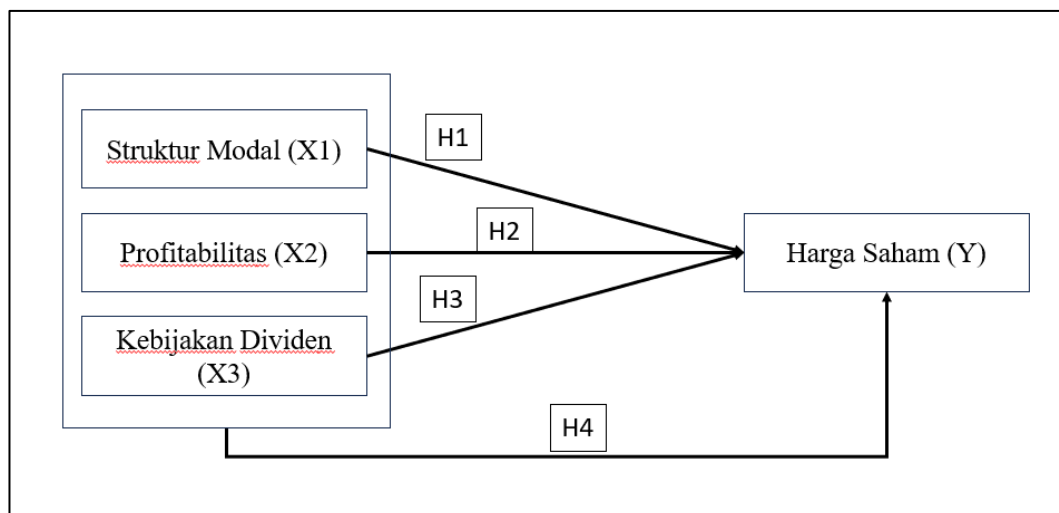 Struktur Modal (X1)
H1
Profitabilitas (X2)
H2
Harga Saham (Y)
H3
Kebijakan Dividen
(X3)
H4